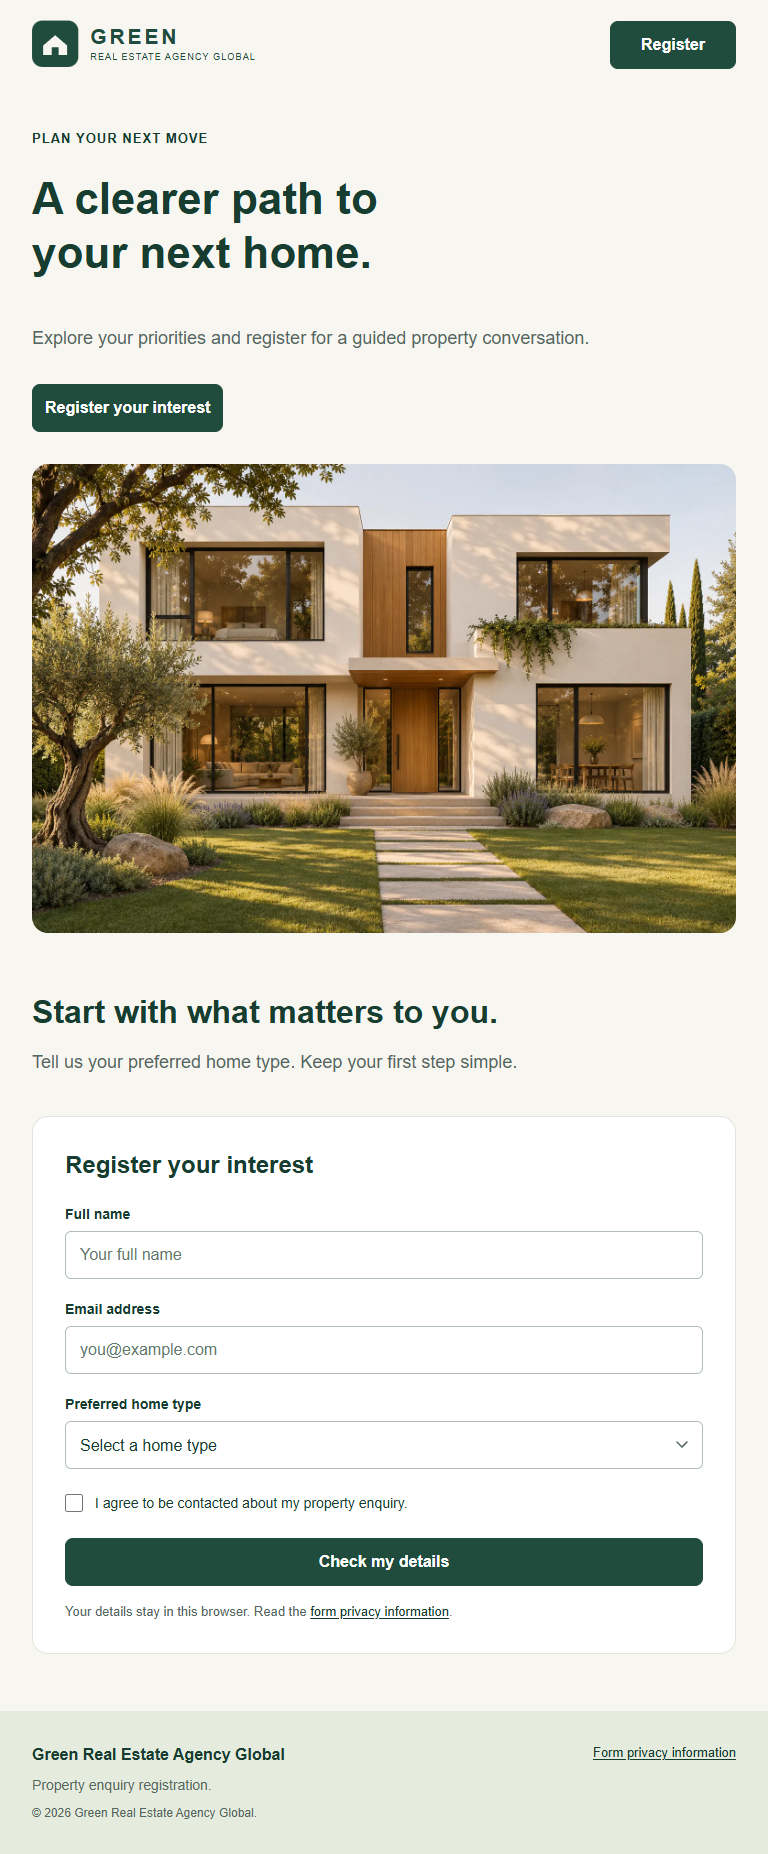 GREEN
REAL ESTATE AGENCY GLOBAL
Register
PLAN YOUR NEXT MOVE
A clearer path to
your next home.
Explore your priorities and register for a guided property conversation.
Register your interest
Start with what matters to you.
Tell us your preferred home type. Keep your first step simple.
Register your interest
Full name
Your full name
Email address
you@example.com
Preferred home type
Select a home type
I agree to be contacted about my property enquiry.
Check my details
Your details stay in this browser. Read the form privacy information.
Green Real Estate Agency Global
Form privacy information
Property enquiry registration.
© 2026 Green Real Estate Agency Global.